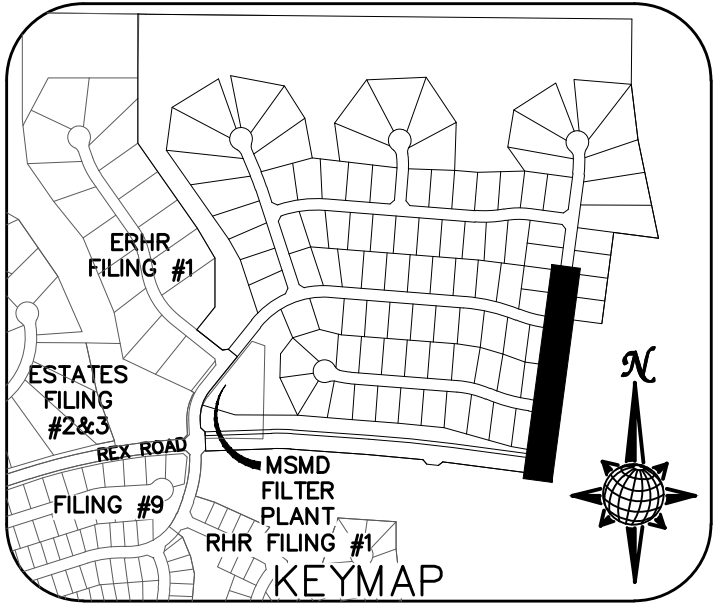 ERHR
FILING #1
ESTATES
FILING
#2&3
REX ROAD
FILING #9
MSMD
FILTER
PLANT
RHR FILING #1
N
KEYMAP